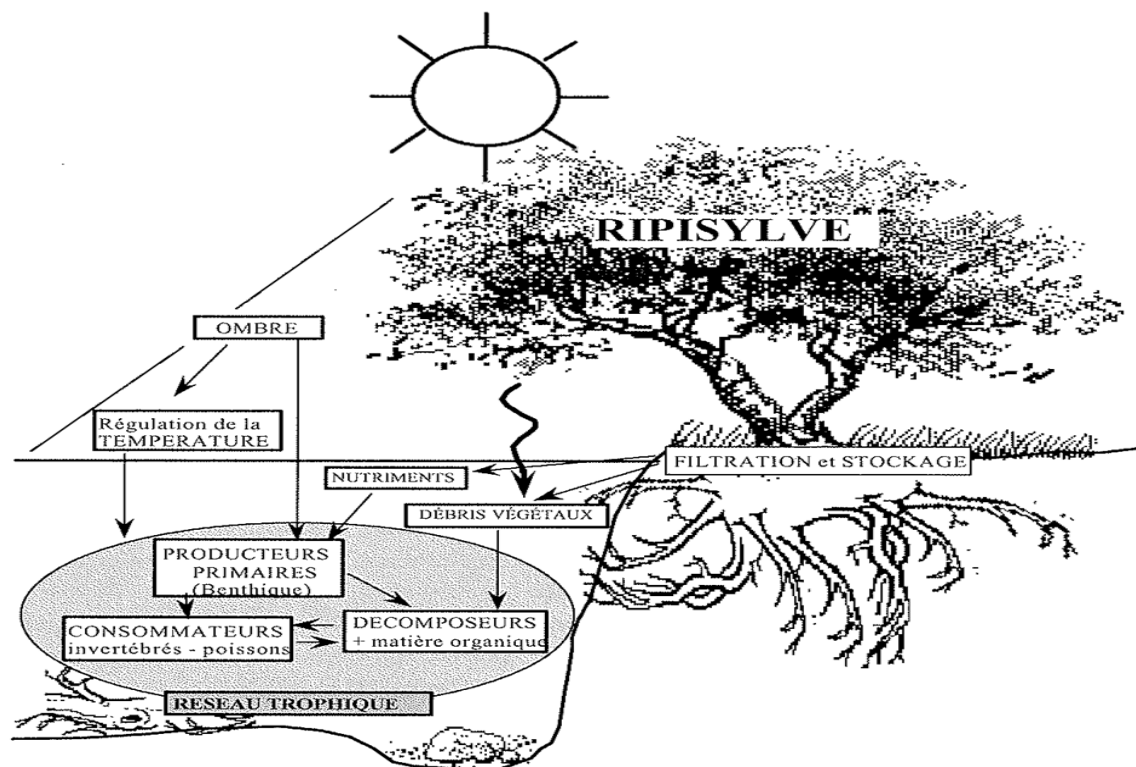 RIPISYLVE
OMBRE
Régulation de la
TEMPERATURE
FILTRATION et STOCKAGE
NUTRIMENTS
DÉBRIS VÉGÉTAUX
PRODUCTEURS
PRIMAIRES
(Benthique)
CONSOMMATEURS
invertébrés - poissons
DECOMPOSEURS
+ matière organique
RESEAU TROPHIQUE